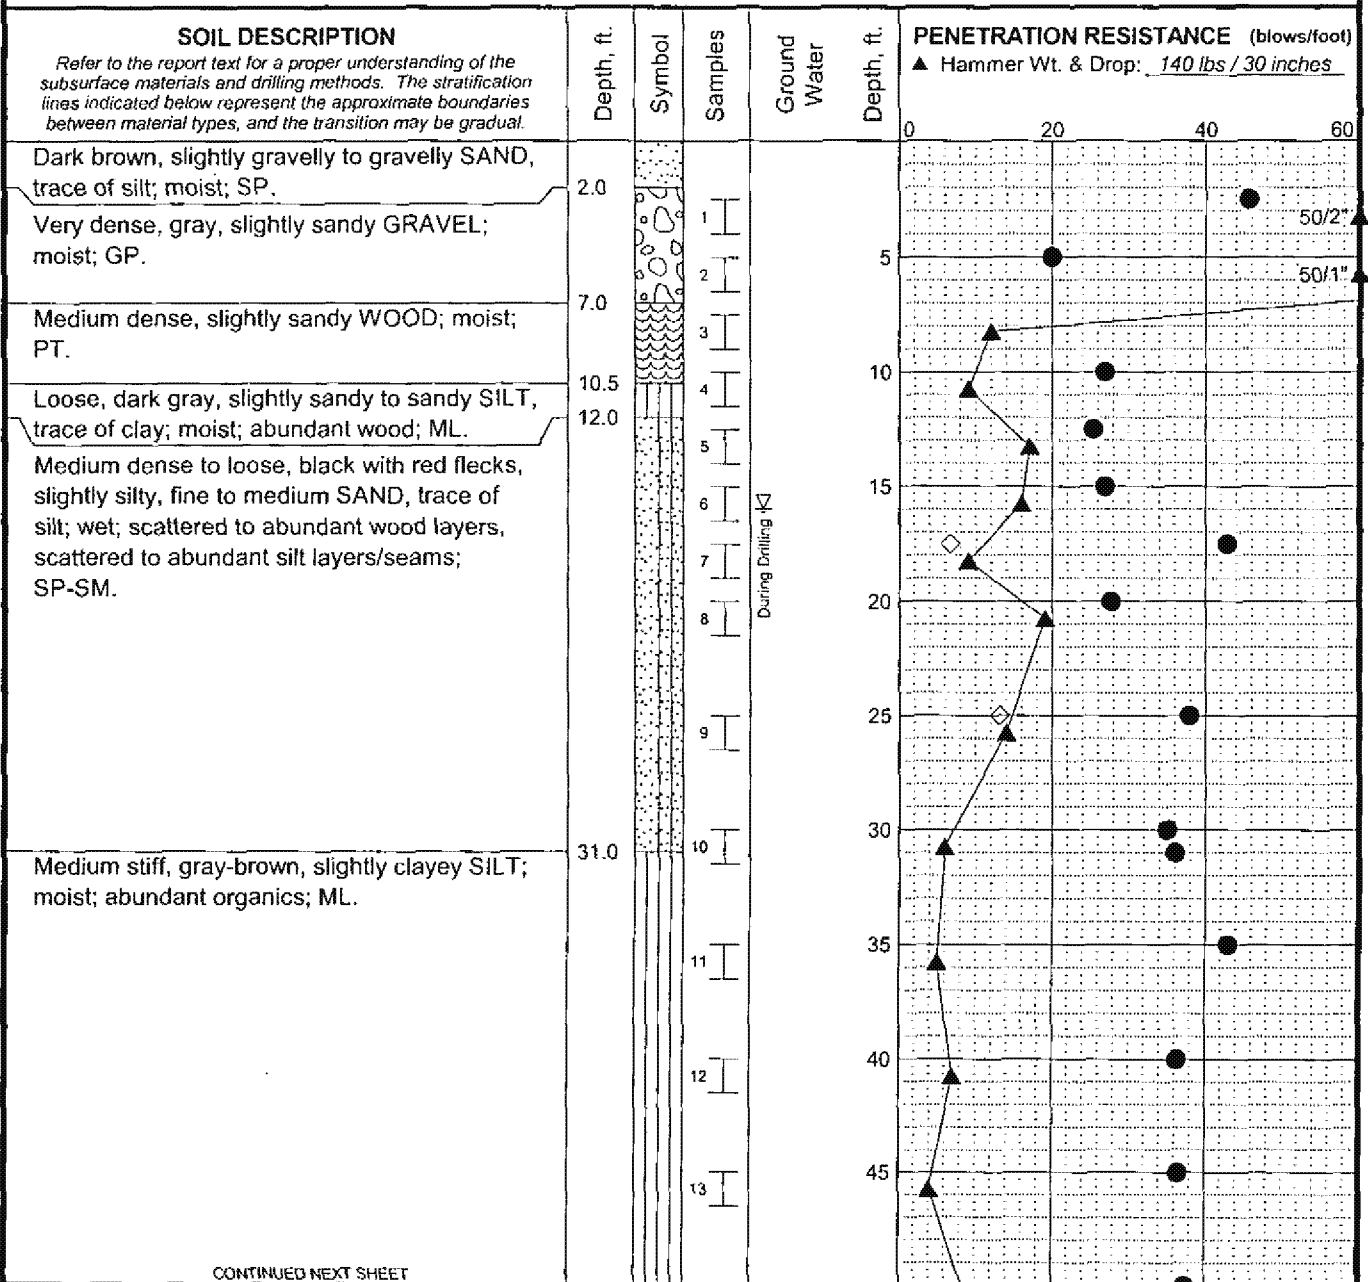 SOIL DESCRIPTION
Refer to the report text for a proper understanding of the
subsurface materials and drilling methods. The stratification
lines indicated below represent the approximate boundaries
between material types, and the transition may be gradual.
Depth, ft.
Symbol
Samples
Ground
Water
Depth, ft.
PENETRATION RESISTANCE (blows/foot)
▲ Hammer Wt. & Drop: 140 lbs / 30 inches
0 20 40 60
Dark brown, slightly gravelly to gravelly SAND,
trace of silt; moist; SP.
2.0
Very dense, gray, slightly sandy GRAVEL;
moist; GP.
7.0
Medium dense, slightly sandy WOOD; moist;
PT.
10.5
Loose, dark gray, slightly sandy to sandy SILT,
trace of clay; moist; abundant wood; ML.
12.0
Medium dense to loose, black with red flecks,
slightly silty, fine to medium SAND, trace of
silt; wet; scattered to abundant wood layers,
scattered to abundant silt layers/seams;
SP-SM.
31.0
Medium stiff, gray-brown, slightly clayey SILT;
moist; abundant organics; ML.
CONTINUED NEXT SHEET
1
2
3
4
5
6
7
8
9
10
11
12
13
During Drilling
5
10
15
20
25
30
35
40
45
50/2"
50/1"